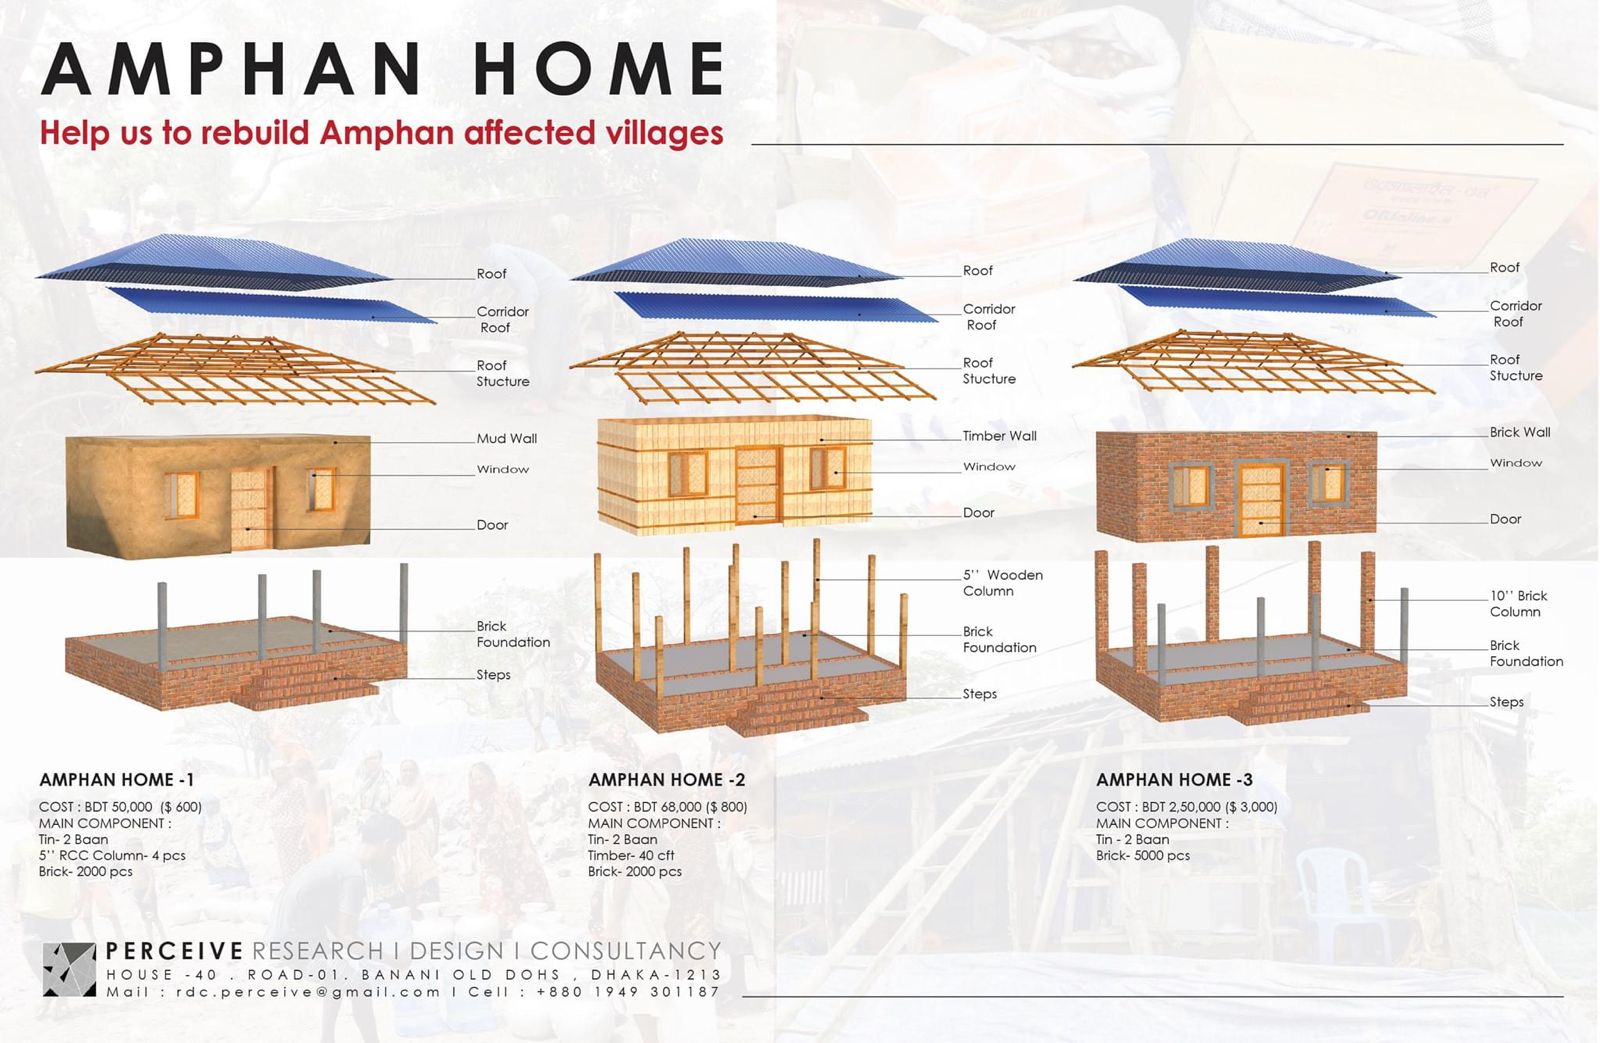 AMPHAN HOME
Help us to rebuild Amphan affected villages
Roof
Corridor
Roof
Roof
Stucture
Mud Wall
Window
Door
Brick
Foundation
Steps
Roof
Corridor
Roof
Roof
Stucture
Timber Wall
Window
Door
5'' Wooden
Column
Brick
Foundation
Steps
Roof
Corridor
Roof
Roof
Stucture
Brick Wall
Window
Door
10'' Brick
Column
Brick
Foundation
Steps
AMPHAN HOME -1
COST : BDT 50,000 ($ 600)
MAIN COMPONENT :
Tin- 2 Baan
5'' RCC Column- 4 pcs
Brick- 2000 pcs
AMPHAN HOME -2
COST : BDT 68,000 ($ 800)
MAIN COMPONENT :
Tin- 2 Baan
Timber- 40 cft
Brick- 2000 pcs
AMPHAN HOME -3
COST : BDT 2,50,000 ($ 3,000)
MAIN COMPONENT :
Tin - 2 Baan
Brick- 5000 pcs
PERCEIVE RESEARCH I DESIGN I CONSULTANCY
HOUSE -40 . ROAD-01. BANANI OLD DOHS , DHAKA-1213
Mail : rdc.perceive@gmail.com I Cell : +880 1949 301187